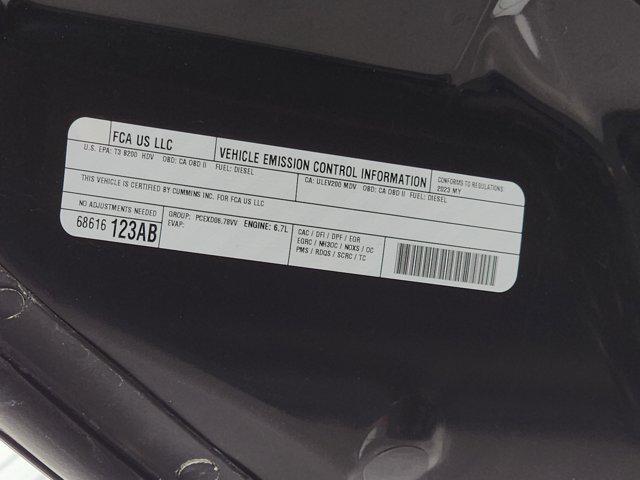 FCA US LLC
VEHICLE EMISSION CONTROL INFORMATION
CONFORMS TO REGULATIONS:
2023 MY
U.S. EPA: T3 B200 HDV OBD: CA OBD II FUEL: DIESEL
CA: ULEV200 MDV OBD: CA OBD II FUEL: DIESEL
THIS VEHICLE IS CERTIFIED BY CUMMINS INC. FOR FCA US LLC
NO ADJUSTMENTS NEEDED
68616 123AB
GROUP: PCEXD06.78VV ENGINE: 6.7L
EVAP:
CAC / DFI / DPF / EGR
EGRC / NH3OC / NOXS / OC
PMS / RDQS / SCRC / TC